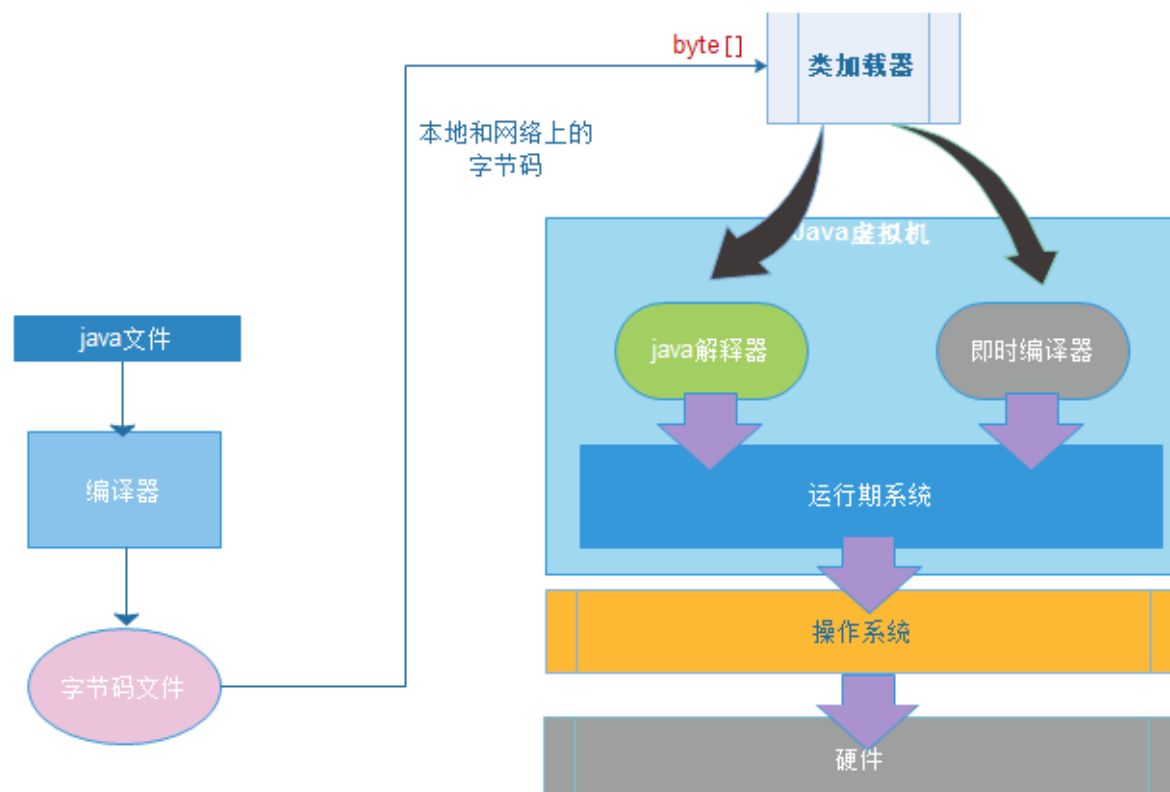 byte[]
类加载器
本地和网络上的
字节码
Java虚拟机
java文件
java解释器
即时编译器
编译器
运行期系统
操作系统
字节码文件
硬件